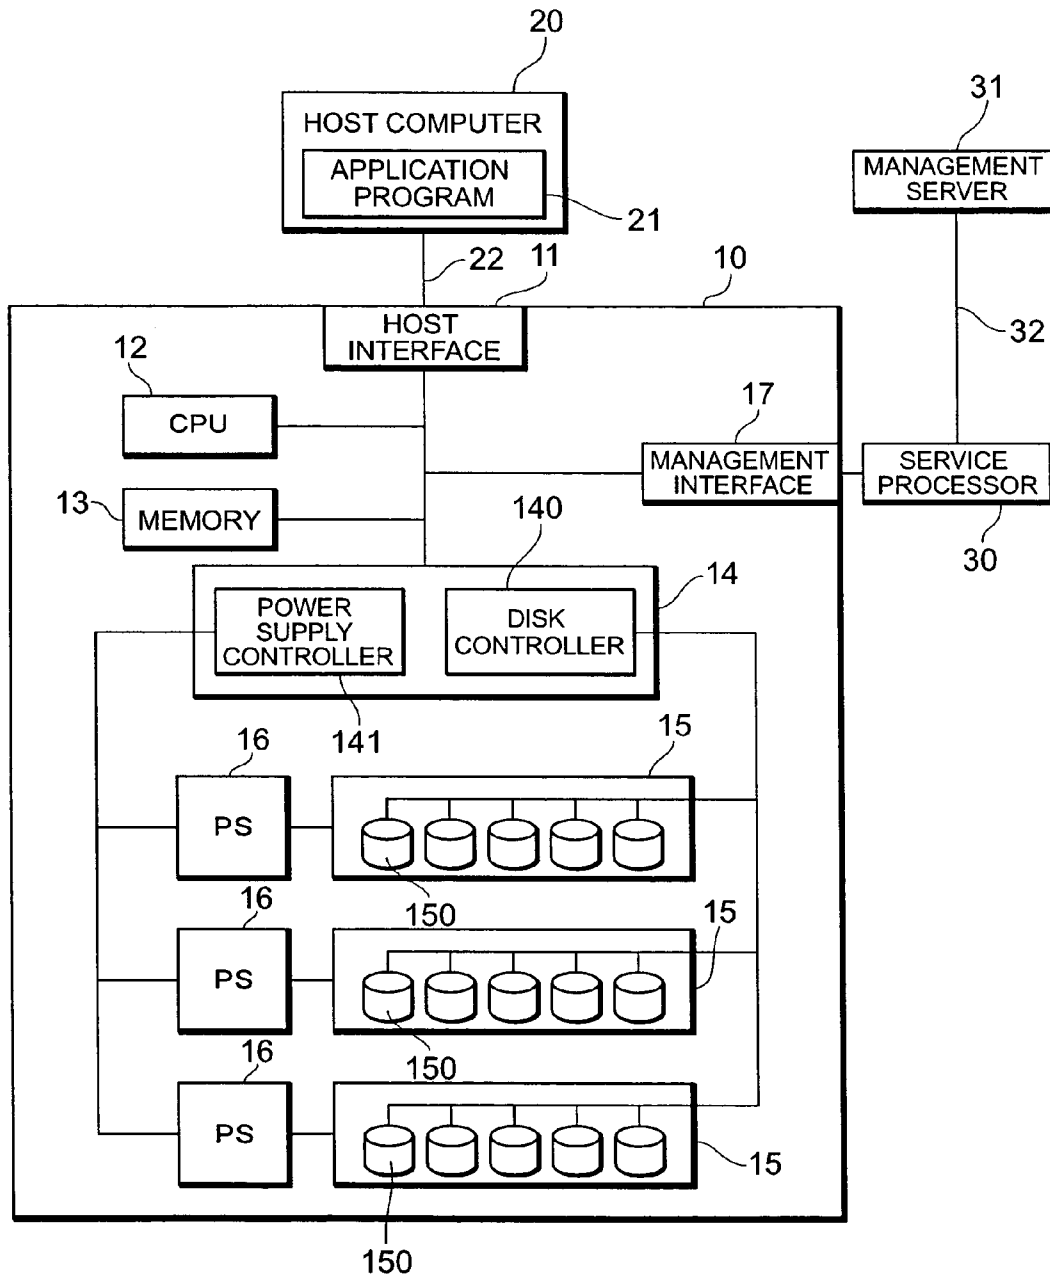 20
HOST COMPUTER
APPLICATION
PROGRAM
21
31
MANAGEMENT
SERVER
22
11
10
32
HOST
INTERFACE
12
CPU
17
MANAGEMENT
INTERFACE
SERVICE
PROCESSOR
30
13
MEMORY
140
14
POWER
SUPPLY
CONTROLLER
DISK
CONTROLLER
141
16
15
PS
150
16
15
PS
150
16
PS
15
150